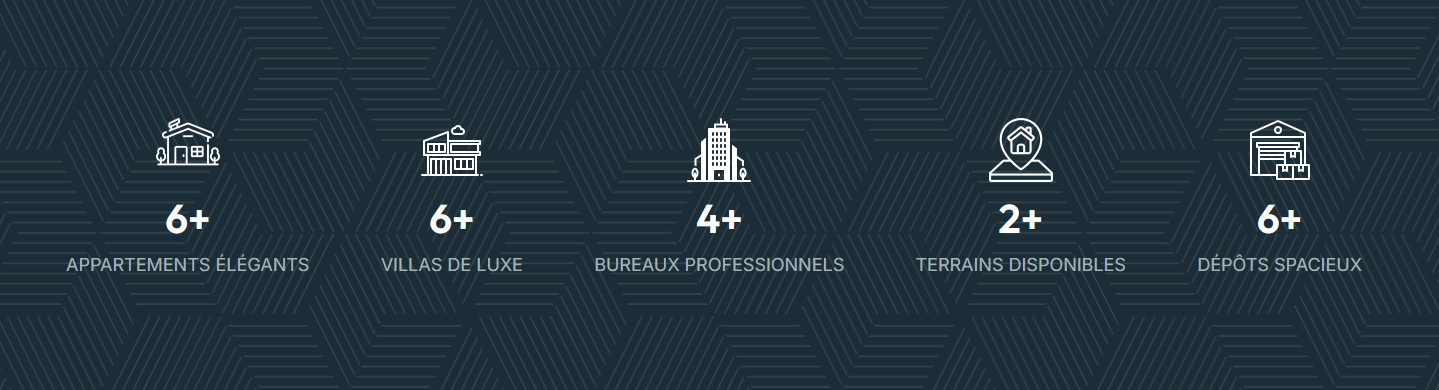 6+
6+
4+
2+
6+
APPARTEMENTS ÉLÉGANTS
VILLAS DE LUXE
BUREAUX PROFESSIONNELS
TERRAINS DISPONIBLES
DÉPÔTS SPACIEUX